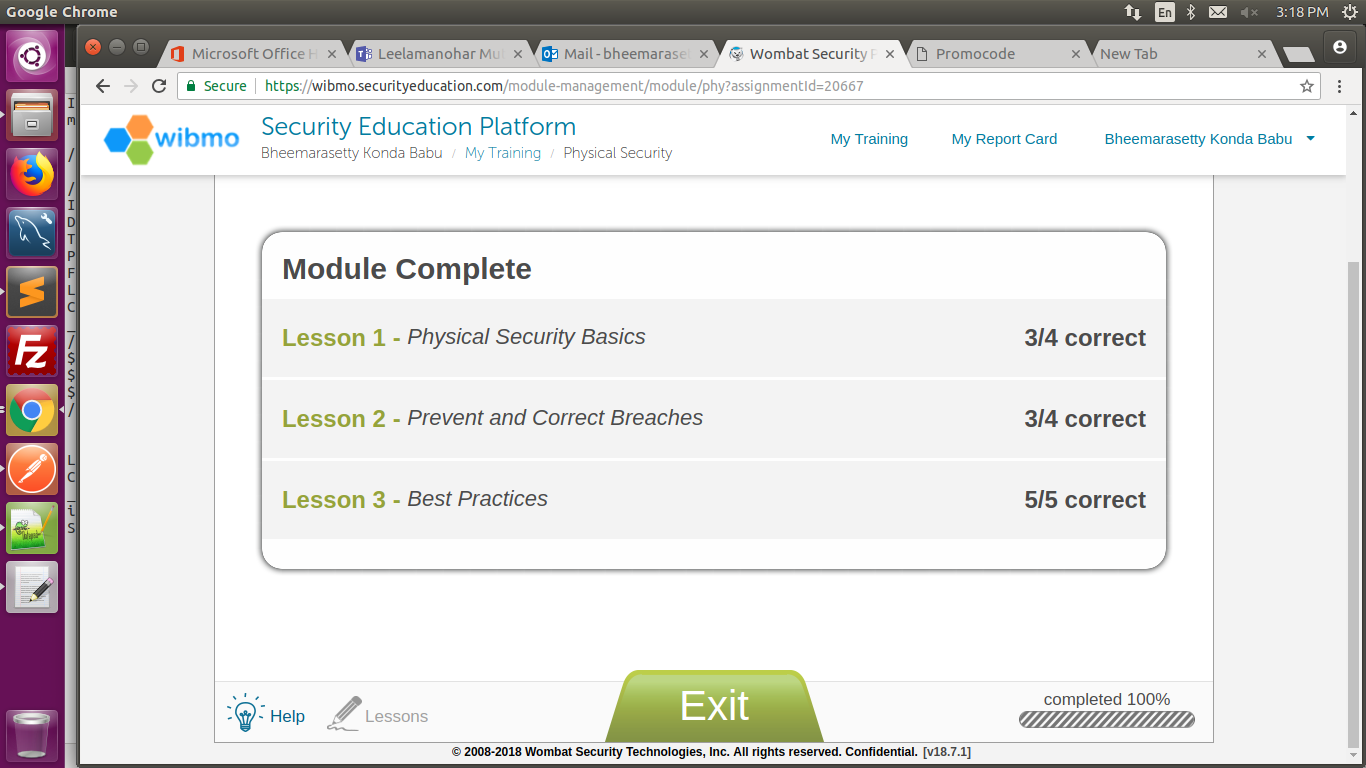 Google Chrome
En
3:18 PM
Microsoft Office H
Leelamanohar Mul
Mail - bheemaraset
Wombat Security P
Promocode
New Tab
Secure https://wibmo.securityeducation.com/module-management/module/phy?assignmentId=20667
wibmo
Security Education Platform
Bheemarasetty Konda Babu / My Training / Physical Security
My Training
My Report Card
Bheemarasetty Konda Babu
Module Complete
Lesson 1 - Physical Security Basics 3/4 correct
Lesson 2 - Prevent and Correct Breaches 3/4 correct
Lesson 3 - Best Practices 5/5 correct
Help
Lessons
Exit
completed 100%
© 2008-2018 Wombat Security Technologies, Inc. All rights reserved. Confidential. [v18.7.1]